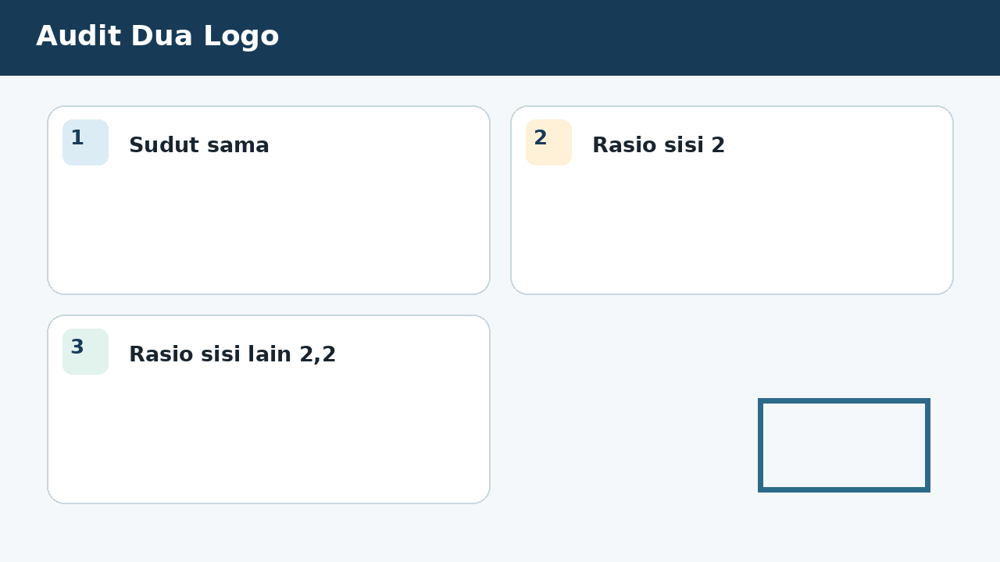 Audit Dua Logo
1
Sudut sama
2
Rasio sisi 2
3
Rasio sisi lain 2,2